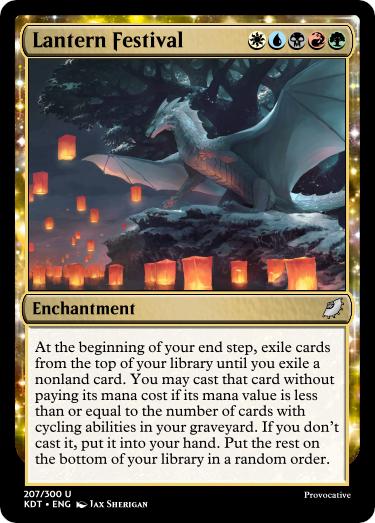 Lantern Festival
Enchantment
At the beginning of your end step, exile cards
from the top of your library until you exile a
nonland card. You may cast that card without
paying its mana cost if its mana value is less
than or equal to the number of cards with
cycling abilities in your graveyard. If you don't
cast it, put it into your hand. Put the rest on
the bottom of your library in a random order.
207/300 U
KDT • ENG Jax Sherigan
Provocative